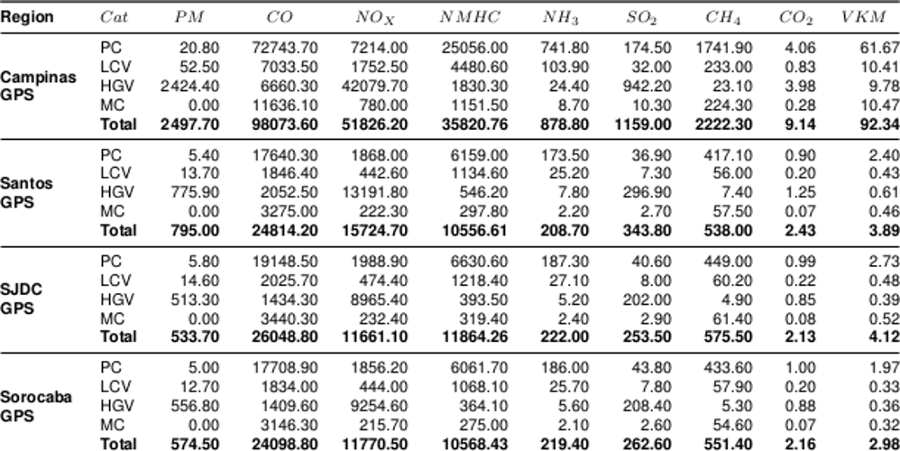 Region Cat PM CO NOX NMHC NH3 SO2 CH4 CO2 VKM
PC 20.80 72743.70 7214.00 25056.00 741.80 174.50 1741.90 4.06 61.67
Campinas GPS
LCV 52.50 7033.50 1752.50 4480.60 103.90 32.00 233.00 0.83 10.41
HGV 2424.40 6660.30 42079.70 1830.30 24.40 942.20 23.10 3.98 9.78
MC 0.00 11636.10 780.00 1151.50 8.70 10.30 224.30 0.28 10.47
Total 2497.70 98073.60 51826.20 35820.76 878.80 1159.00 2222.30 9.14 92.34
PC 5.40 17640.30 1868.00 6159.00 173.50 36.90 417.10 0.90 2.40
Santos GPS
LCV 13.70 1846.40 442.60 1134.60 25.20 7.30 56.00 0.20 0.43
HGV 775.90 2052.50 13191.80 546.20 7.80 296.90 7.40 1.25 0.61
MC 0.00 3275.00 222.30 297.80 2.20 2.70 57.50 0.07 0.46
Total 795.00 24814.20 15724.70 10556.61 208.70 343.80 538.00 2.43 3.89
PC 5.80 19148.50 1988.90 6630.60 187.30 40.60 449.00 0.99 2.73
SJDC GPS
LCV 14.60 2025.70 474.40 1218.40 27.10 8.00 60.20 0.22 0.48
HGV 513.30 1434.30 8965.40 393.50 5.20 202.00 4.90 0.85 0.39
MC 0.00 3440.30 232.40 319.40 2.40 2.90 61.40 0.08 0.52
Total 533.70 26048.80 11661.10 11864.26 222.00 253.50 575.50 2.13 4.12
PC 5.00 17708.90 1856.20 6061.70 186.00 43.80 433.60 1.00 1.97
Sorocaba GPS
LCV 12.70 1834.00 444.00 1068.10 25.70 7.80 57.90 0.20 0.33
HGV 556.80 1409.60 9254.60 364.10 5.60 208.40 5.30 0.88 0.36
MC 0.00 3146.30 215.70 275.00 2.10 2.60 54.60 0.07 0.32
Total 574.50 24098.80 11770.50 10568.43 219.40 262.60 551.40 2.16 2.98